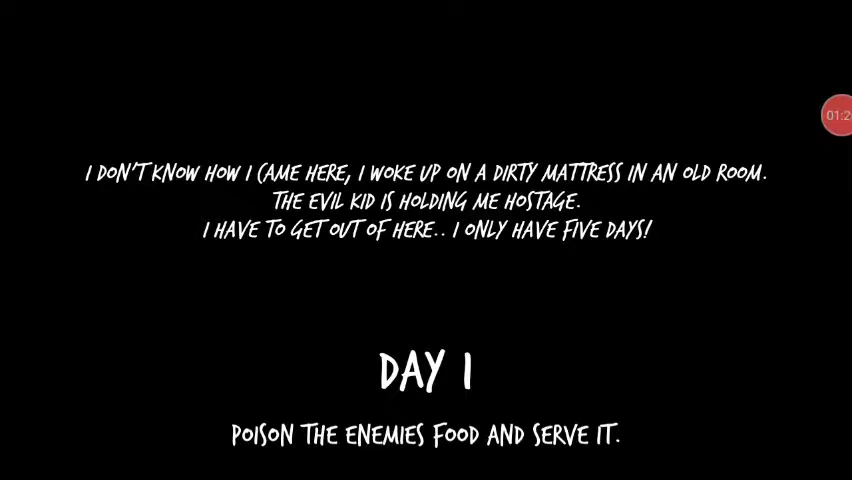 I DON'T KNOW HOW I CAME HERE, I WOKE UP ON A DIRTY MATTRESS IN AN OLD ROOM.
THE EVIL KID IS HOLDING ME HOSTAGE.
I HAVE TO GET OUT OF HERE.. I ONLY HAVE FIVE DAYS!
DAY 1
POISON THE ENEMIES FOOD AND SERVE IT.